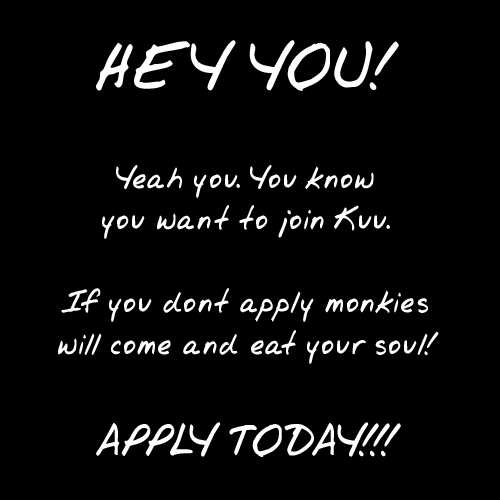 HEY YOU!
Yeah you. You know
you want to join Kuu.
If you dont apply monkies
will come and eat your soul!
APPLY TODAY!!!